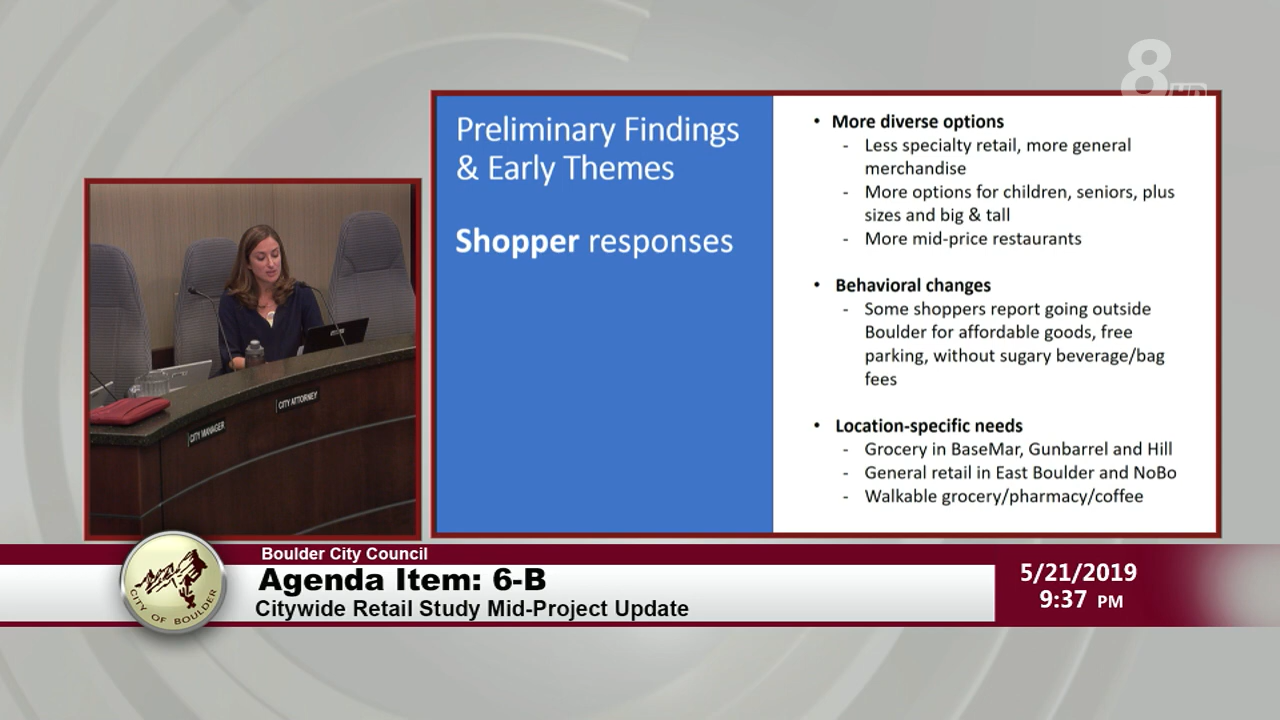 8
HD
Preliminary Findings
& Early Themes
Shopper responses
• More diverse options
- Less specialty retail, more general
merchandise
- More options for children, seniors, plus
sizes and big & tall
- More mid-price restaurants
• Behavioral changes
- Some shoppers report going outside
Boulder for affordable goods, free
parking, without sugary beverage/bag
fees
• Location-specific needs
- Grocery in BaseMar, Gunbarrel and Hill
- General retail in East Boulder and NoBo
- Walkable grocery/pharmacy/coffee
CITY MANAGER
CITY ATTORNEY
Boulder City Council
Agenda Item: 6-B
Citywide Retail Study Mid-Project Update
5/21/2019
9:37 PM
CITY OF BOULDER